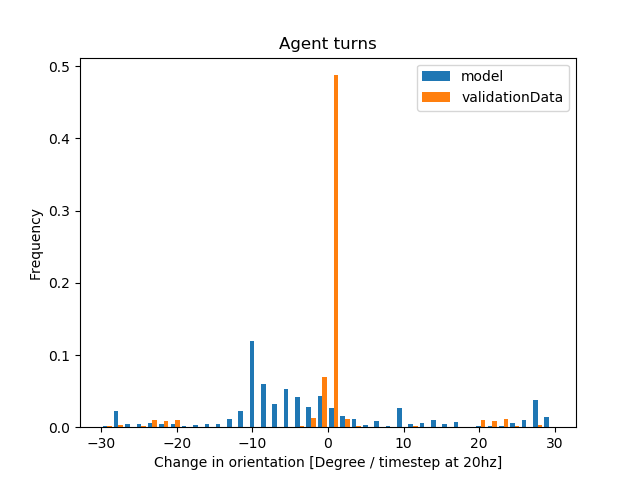 Agent turns
model
validationData
0.5
0.4
0.3
0.2
0.1
0.0
Frequency
−30 −20 −10 0 10 20 30
Change in orientation [Degree / timestep at 20hz]